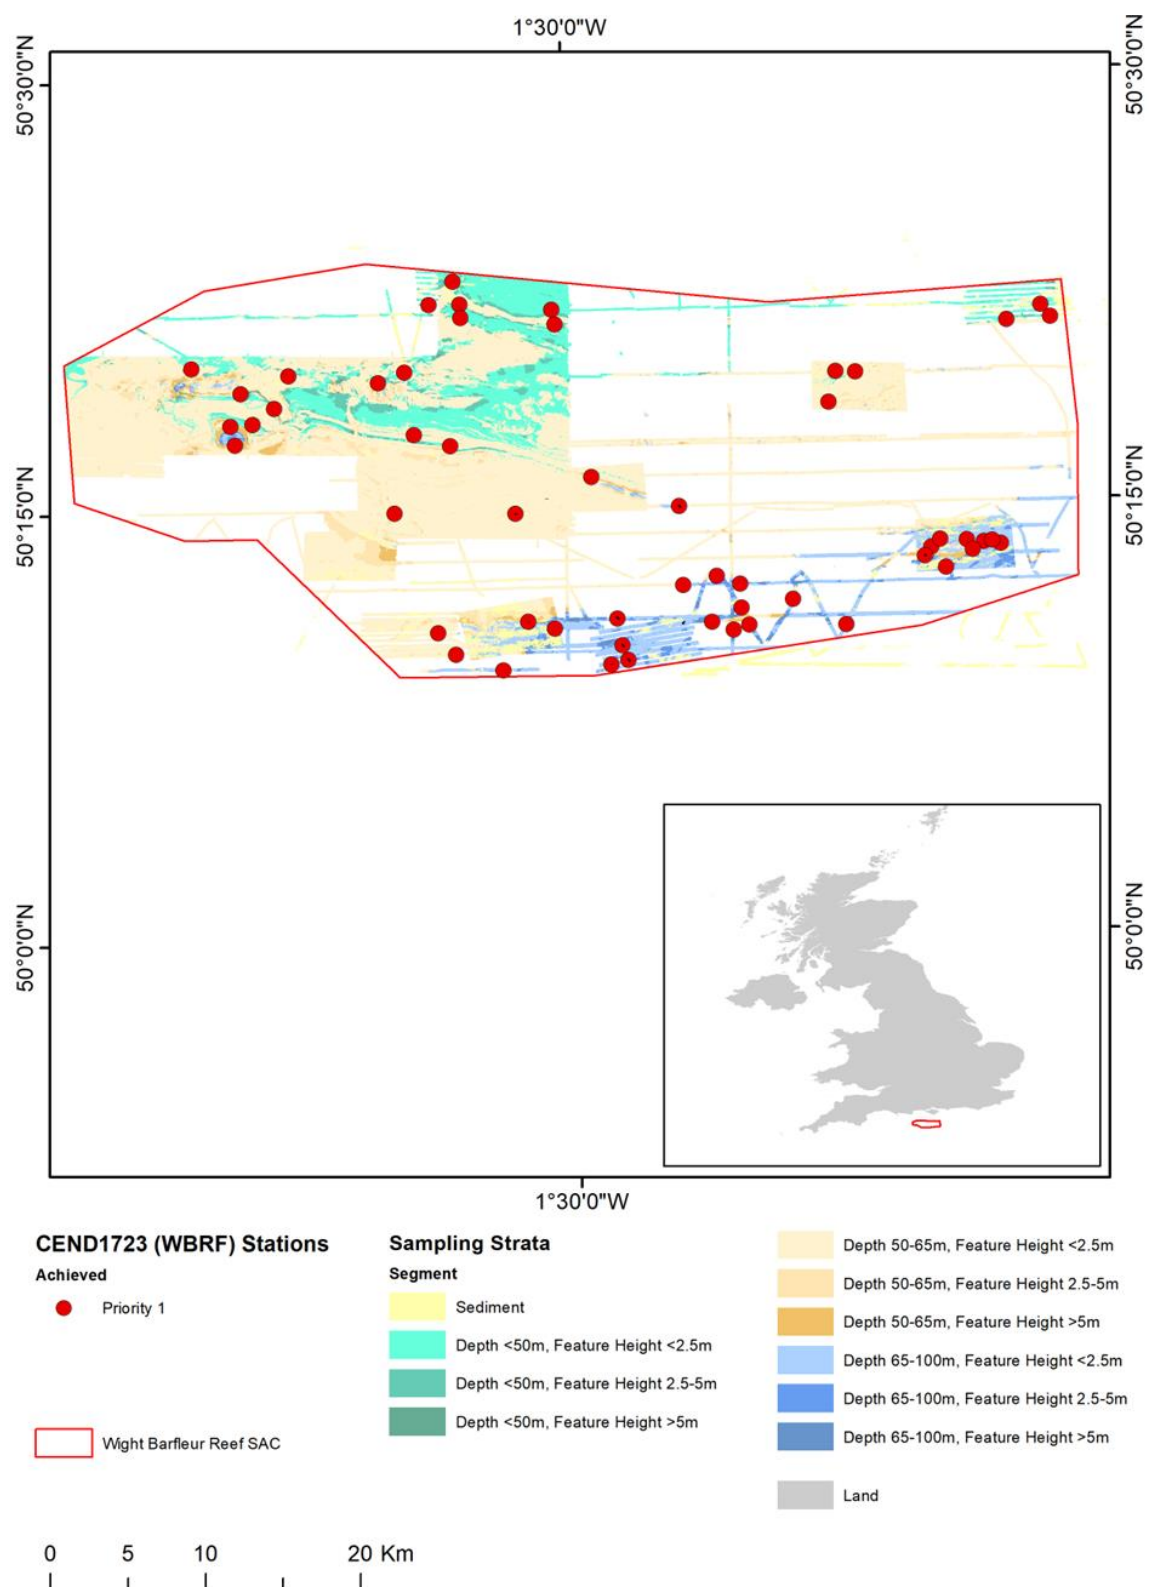 1°30'0"W
50°30'0"N
50°30'0"N
50°15'0"N
50°15'0"N
50°0'0"N
50°0'0"N
1°30'0"W
CEND1723 (WBRF) Stations
Achieved
Priority 1
Wight Barfleur Reef SAC
Sampling Strata
Segment
Sediment
Depth <50m, Feature Height <2.5m
Depth <50m, Feature Height 2.5-5m
Depth <50m, Feature Height >5m
Depth 50-65m, Feature Height <2.5m
Depth 50-65m, Feature Height 2.5-5m
Depth 50-65m, Feature Height >5m
Depth 65-100m, Feature Height <2.5m
Depth 65-100m, Feature Height 2.5-5m
Depth 65-100m, Feature Height >5m
Land
0 5 10 20 Km